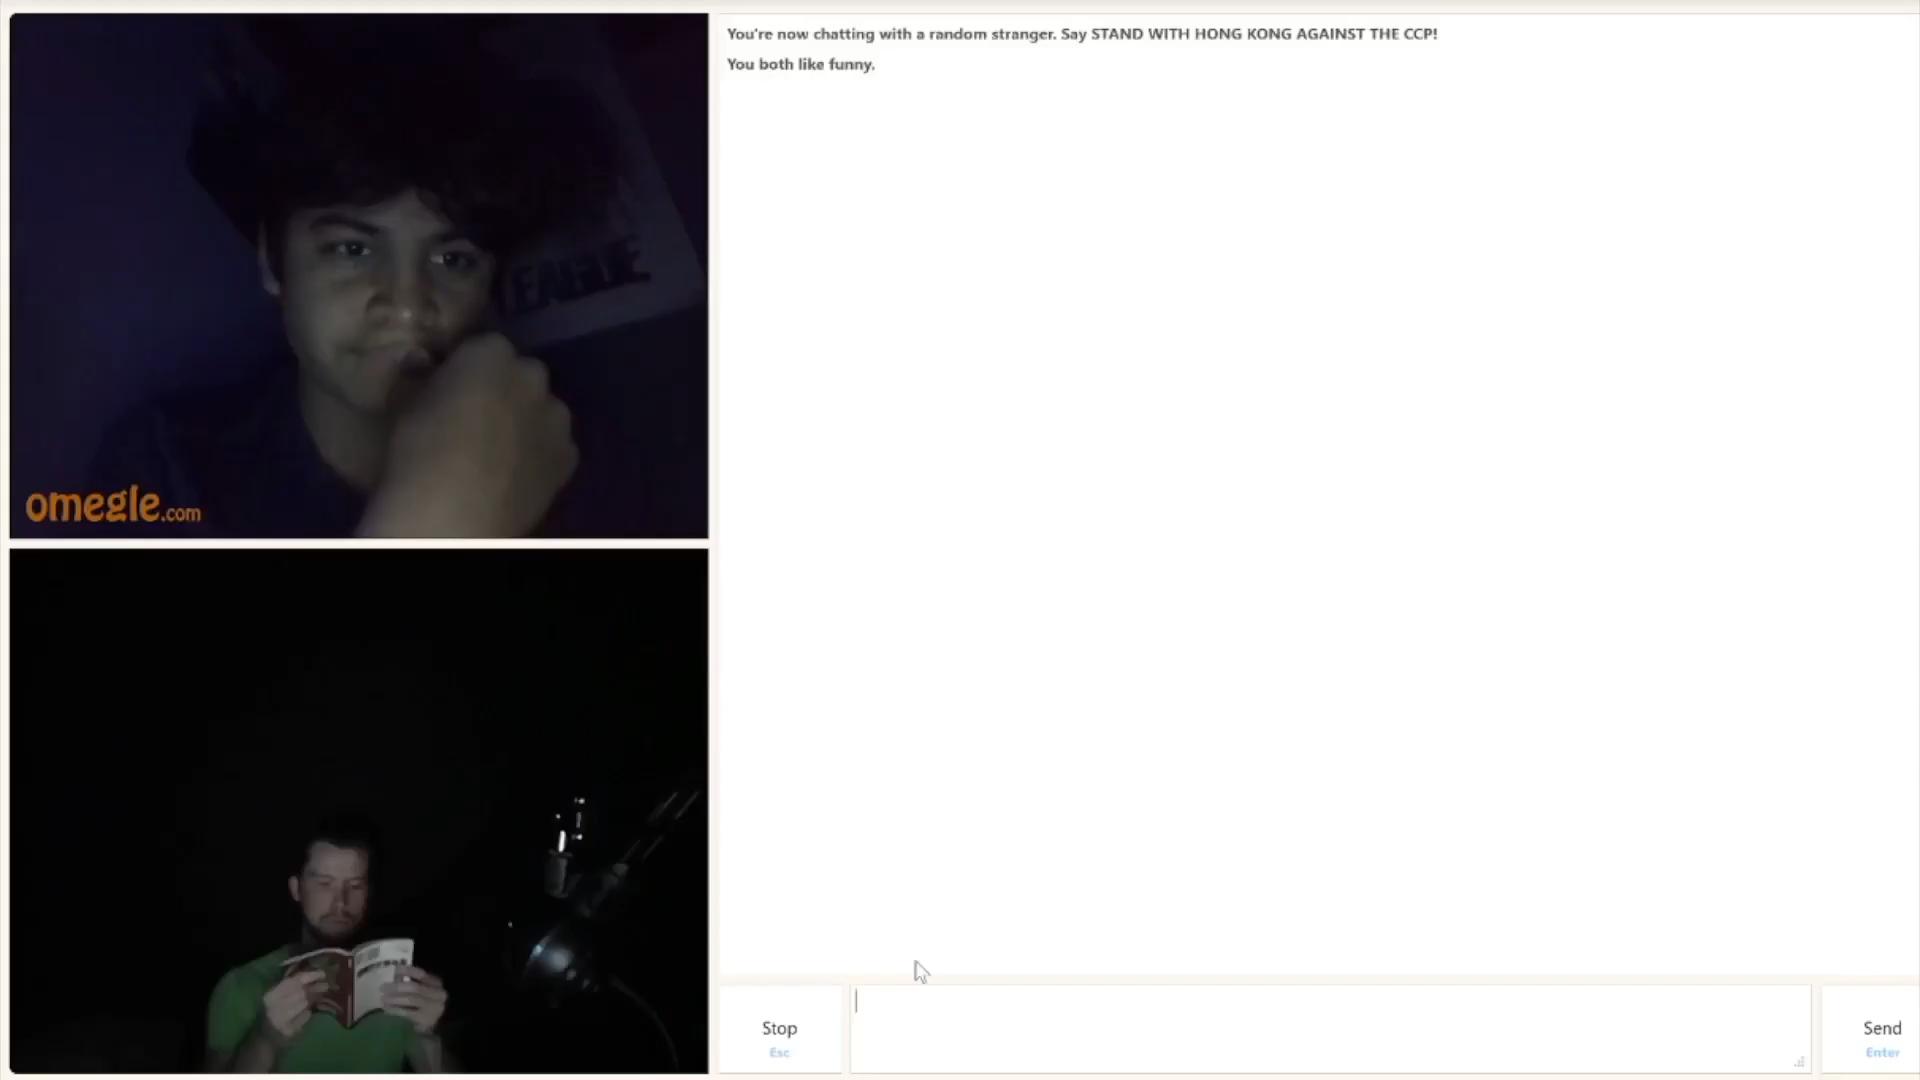 You're now chatting with a random stranger. Say STAND WITH HONG KONG AGAINST THE CCP!
You both like funny.
omegle.com
Stop
Esc
Send
Enter